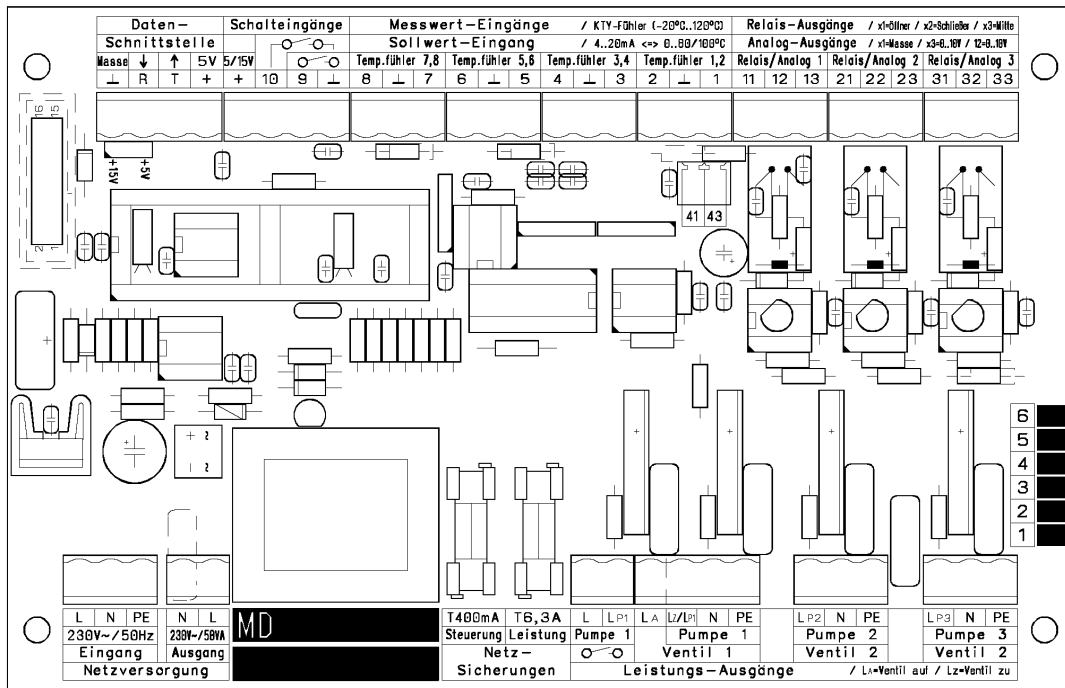 Daten- Schalteingänge Messwert-Eingänge / KTY-Fühler (-20°C..120°C) Relais-Ausgänge / x1=Öffner / x2=Schließer / x3=Mitte
Schnittstelle Sollwert-Eingang / 4..20mA <=> 0..80/100°C Analog-Ausgänge / x1=Masse / x3=0..10V / 12=0..10V
Masse ↓ ↑ 5V 5/15V Temp.fühler 7,8 Temp.fühler 5,6 Temp.fühler 3,4 Temp.fühler 1,2 Relais/Analog 1 Relais/Analog 2 Relais/Analog 3
⊥ R T + + 10 9 ⊥ 8 ⊥ 7 6 ⊥ 5 4 ⊥ 3 2 ⊥ 1 11 12 13 21 22 23 31 32 33
16 15
+15V +5V
2 1
41 43
6
5
4
3
2
1
L N PE N L MD T400mA T6,3A L LP1 LA LZ/LP1 N PE LP2 N PE LP3 N PE
230V~/50Hz 230V~/50VA Steuerung Leistung Pumpe 1 Pumpe 1 Pumpe 2 Pumpe 3
Eingang Ausgang Netz- Ventil 1 Ventil 2 Ventil 2
Netzversorgung Sicherungen Leistungs-Ausgänge / LA=Ventil auf / LZ=Ventil zu